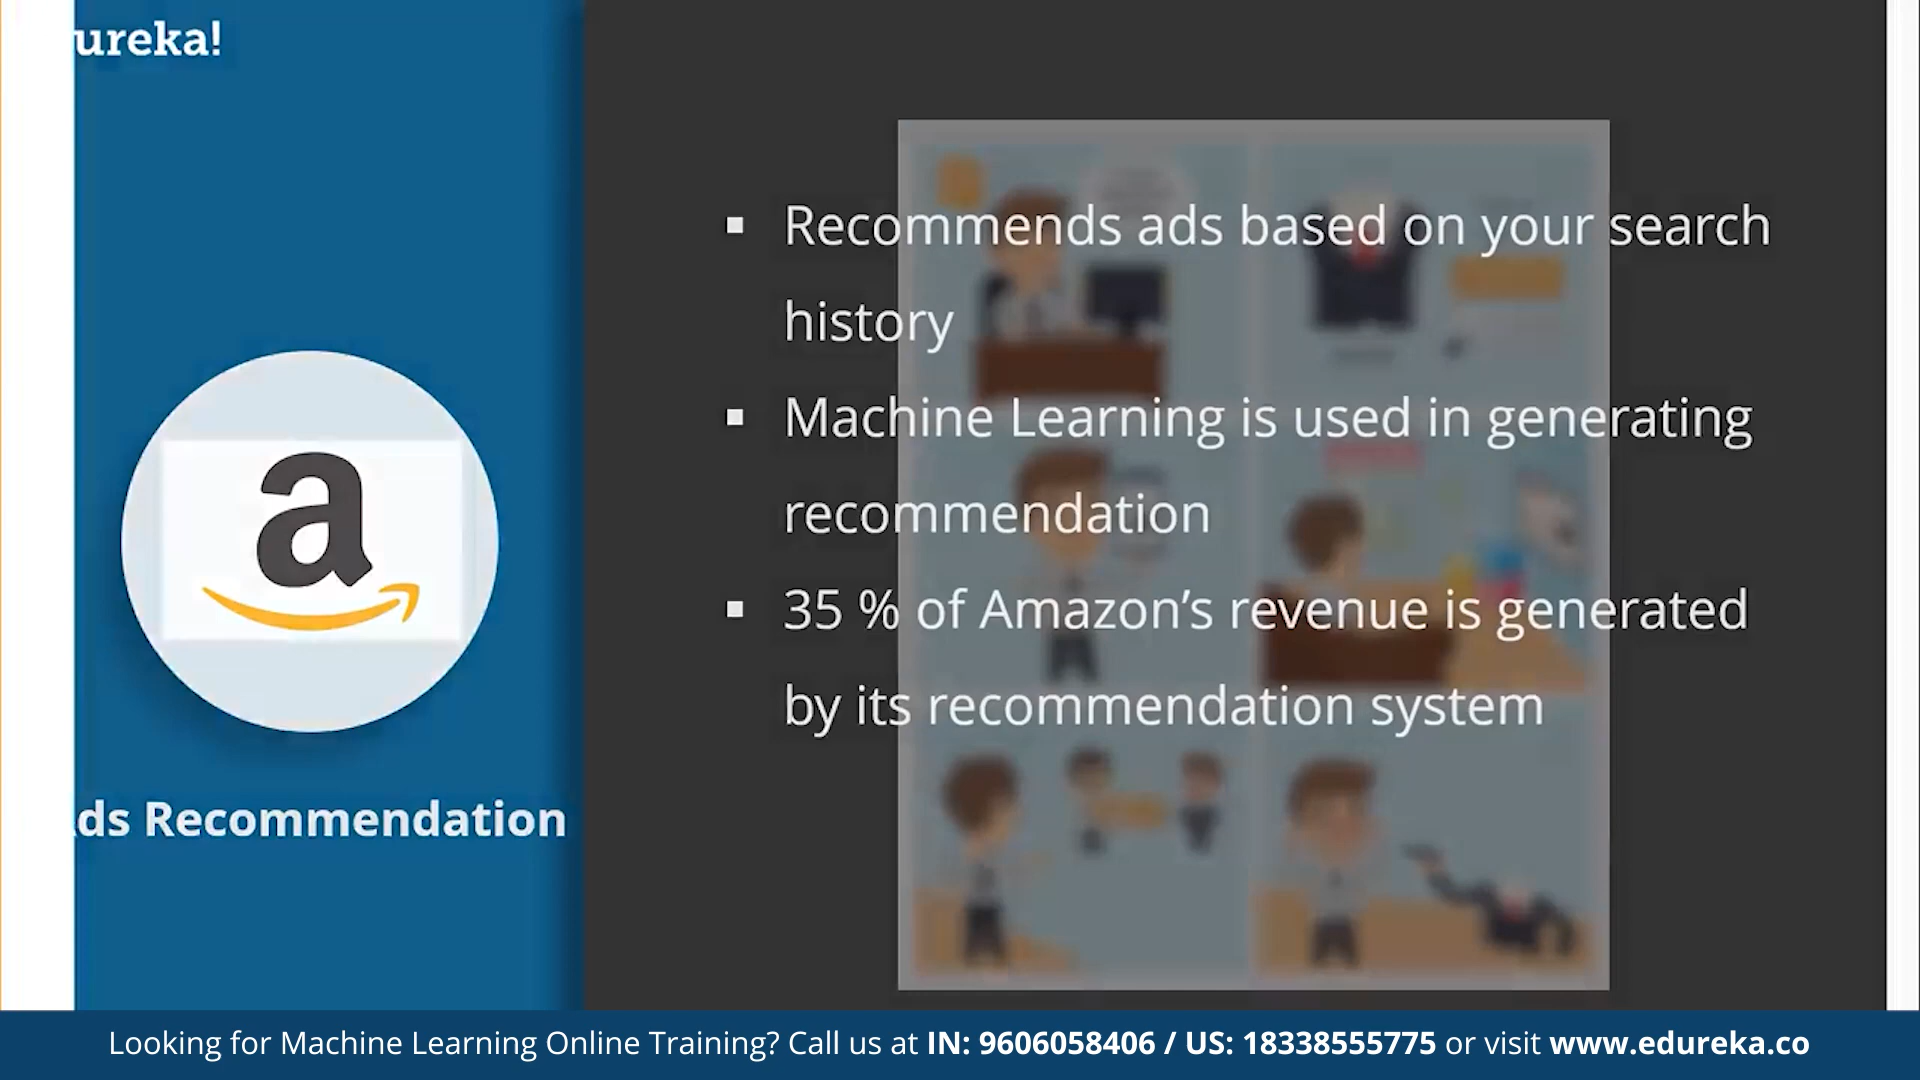 ureka!
▪ Recommends ads based on your search
history
▪ Machine Learning is used in generating
recommendation
▪ 35 % of Amazon’s revenue is generated
by its recommendation system
a
ds Recommendation
Looking for Machine Learning Online Training? Call us at IN: 9606058406 / US: 18338555775 or visit www.edureka.co